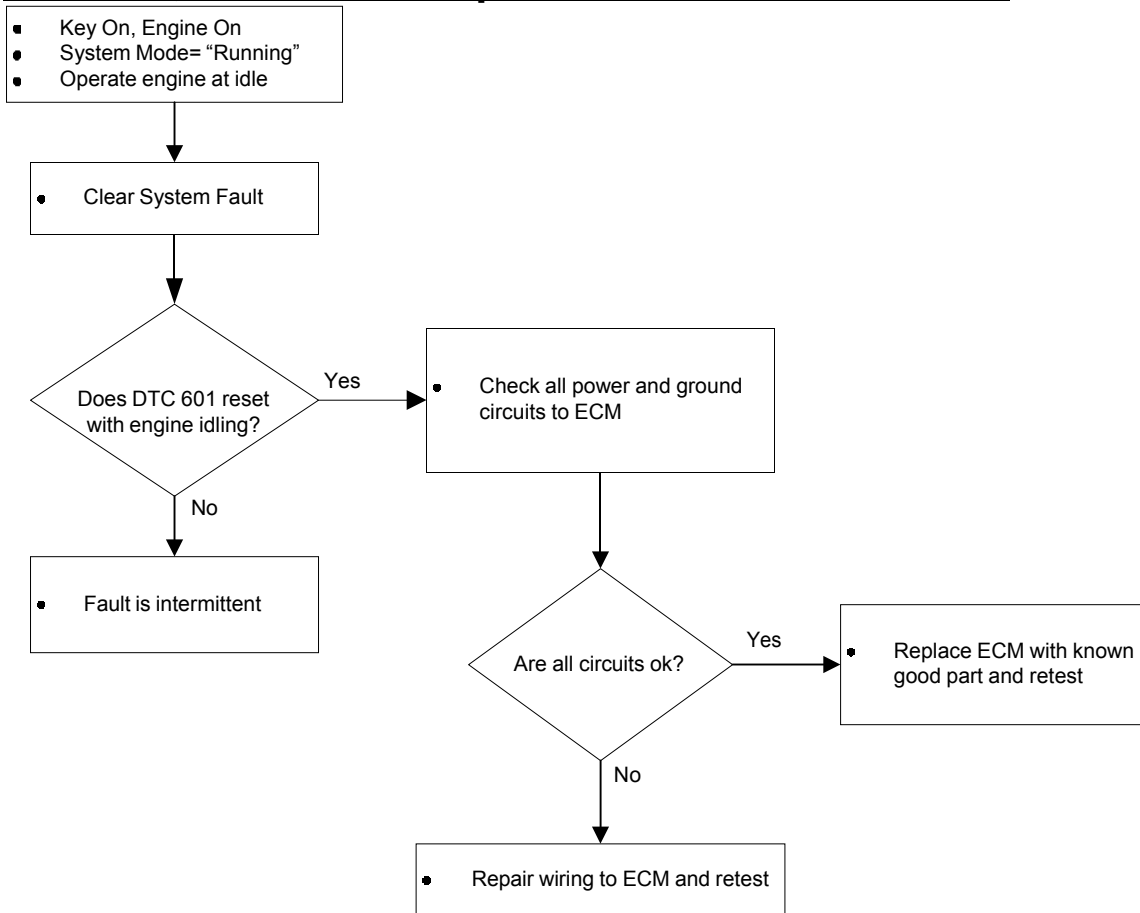 • Key On, Engine On
• System Mode= “Running”
• Operate engine at idle
• Clear System Fault
Does DTC 601 reset
with engine idling?
Yes
• Check all power and ground
circuits to ECM
No
• Fault is intermittent
Are all circuits ok?
Yes
• Replace ECM with known
good part and retest
No
• Repair wiring to ECM and retest